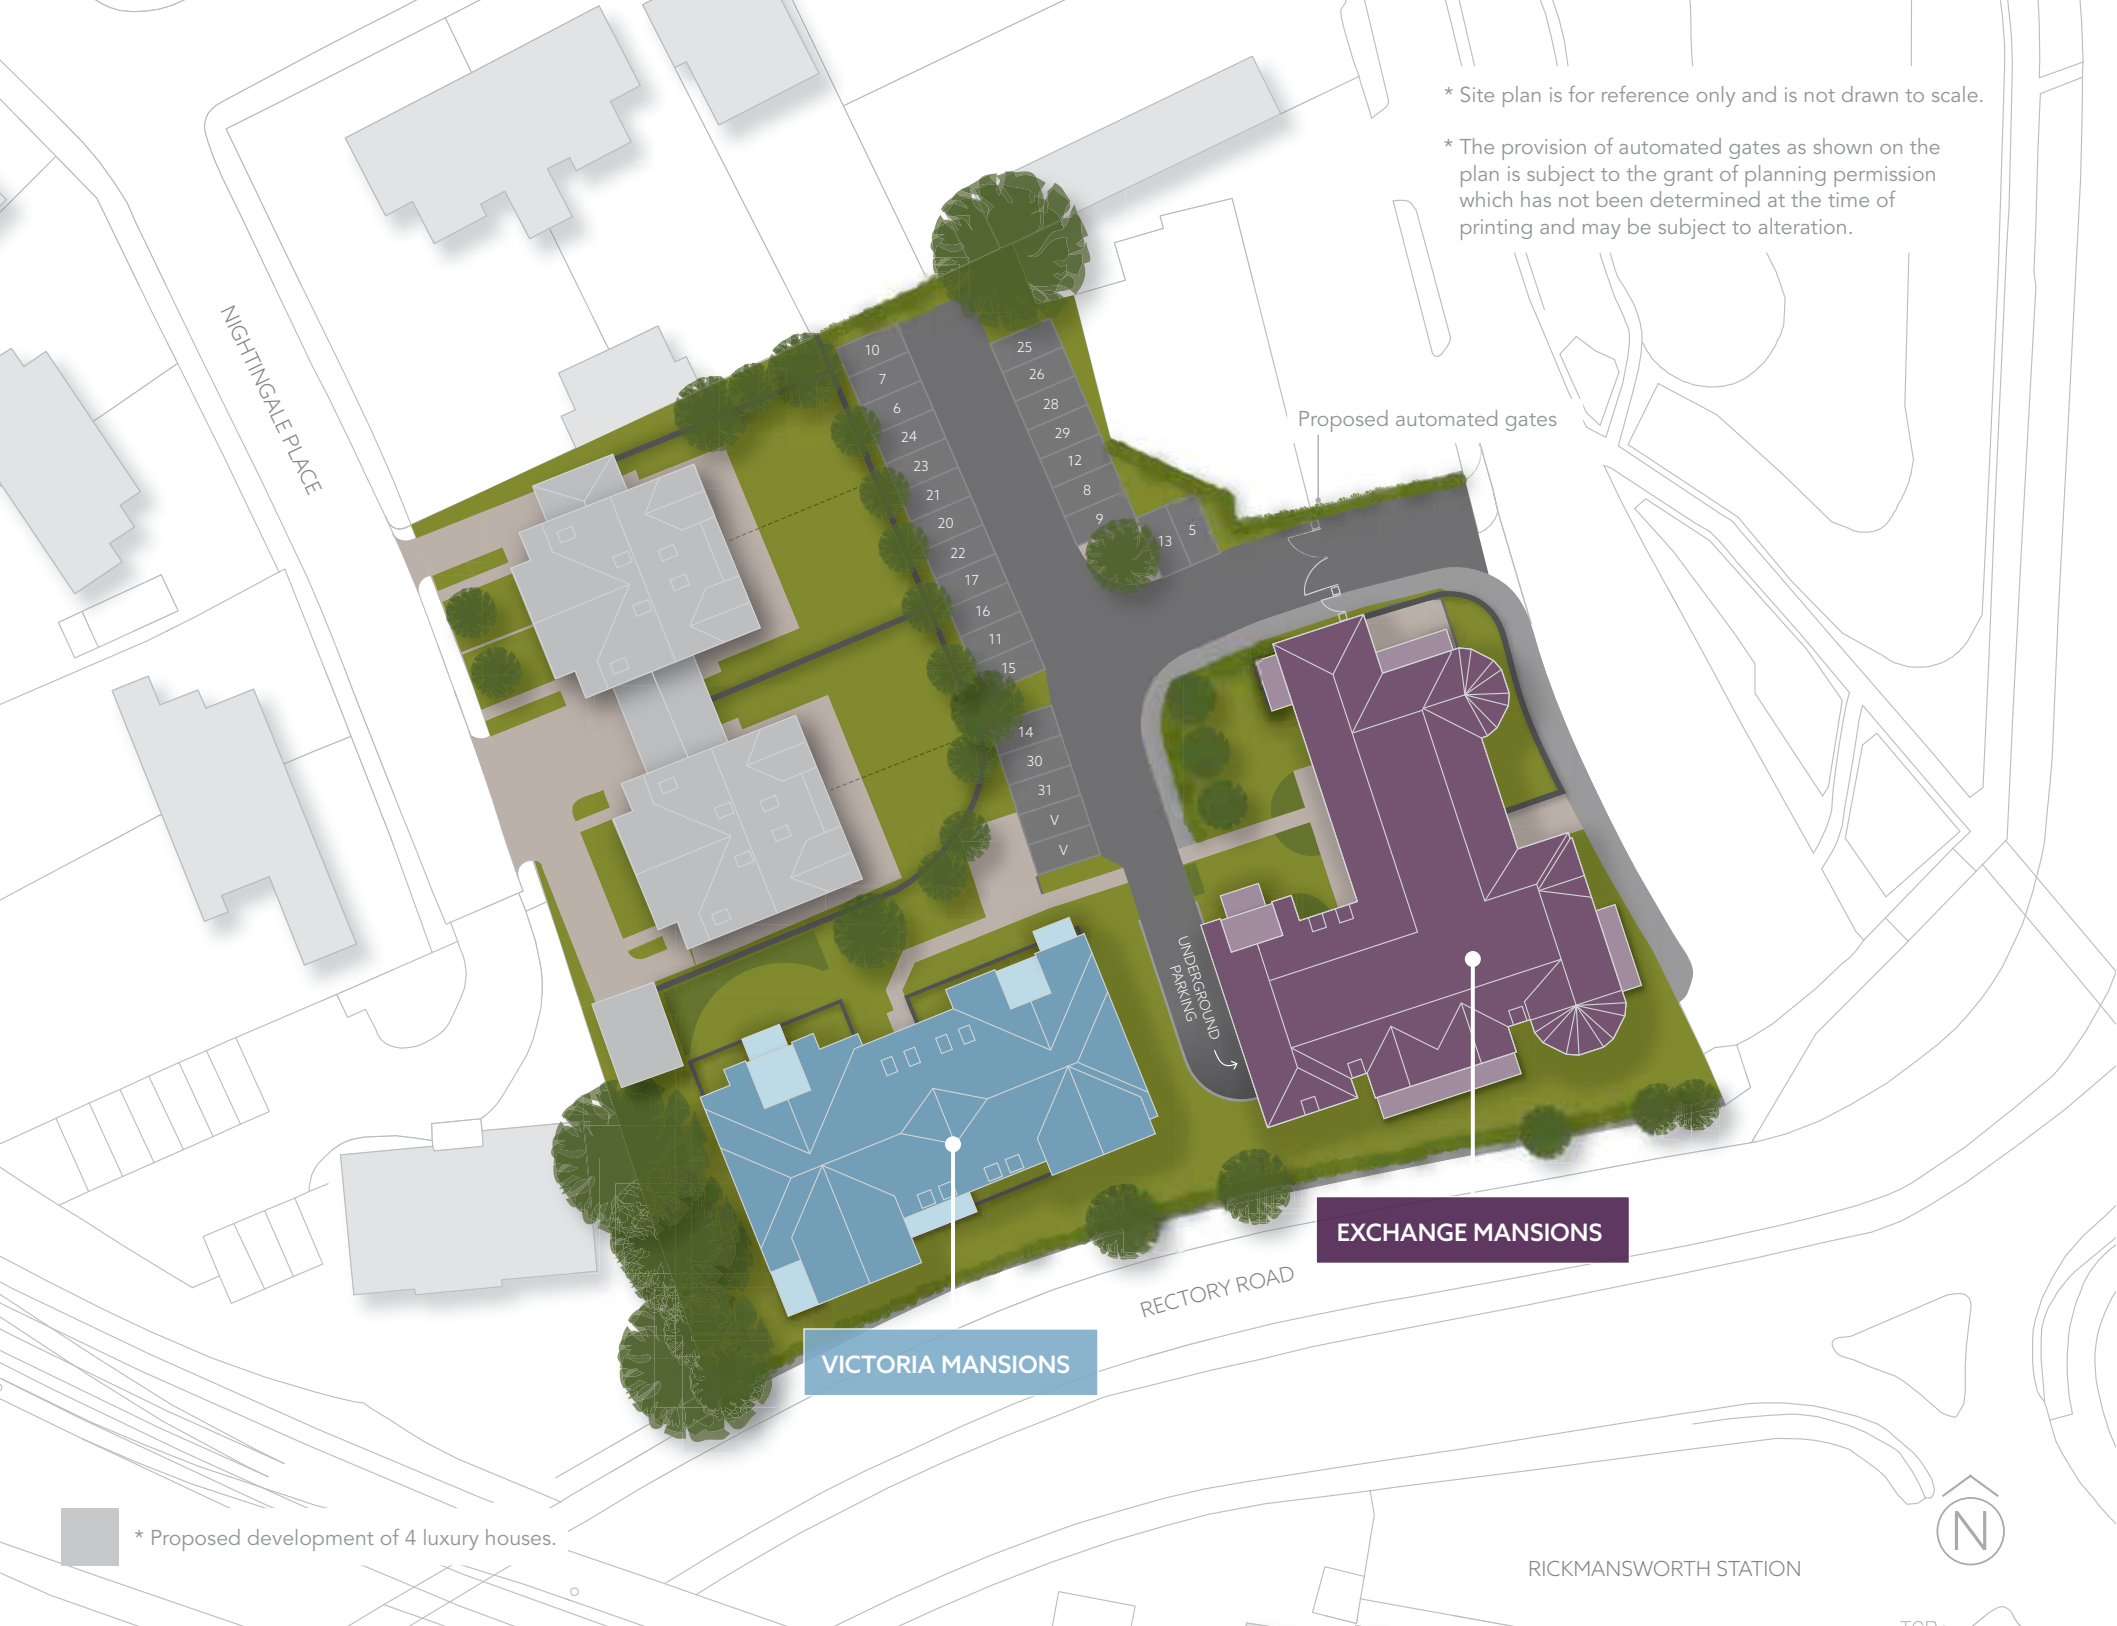 * Site plan is for reference only and is not drawn to scale.
* The provision of automated gates as shown on the
plan is subject to the grant of planning permission
which has not been determined at the time of
printing and may be subject to alteration.
NIGHTINGALE PLACE
Proposed automated gates
10
7
6
24
23
21
20
22
17
16
11
15
14
30
31
V
V
25
26
28
29
12
8
9
13
5
UNDERGROUND
PARKING
EXCHANGE MANSIONS
RECTORY ROAD
VICTORIA MANSIONS
* Proposed development of 4 luxury houses.
N
RICKMANSWORTH STATION